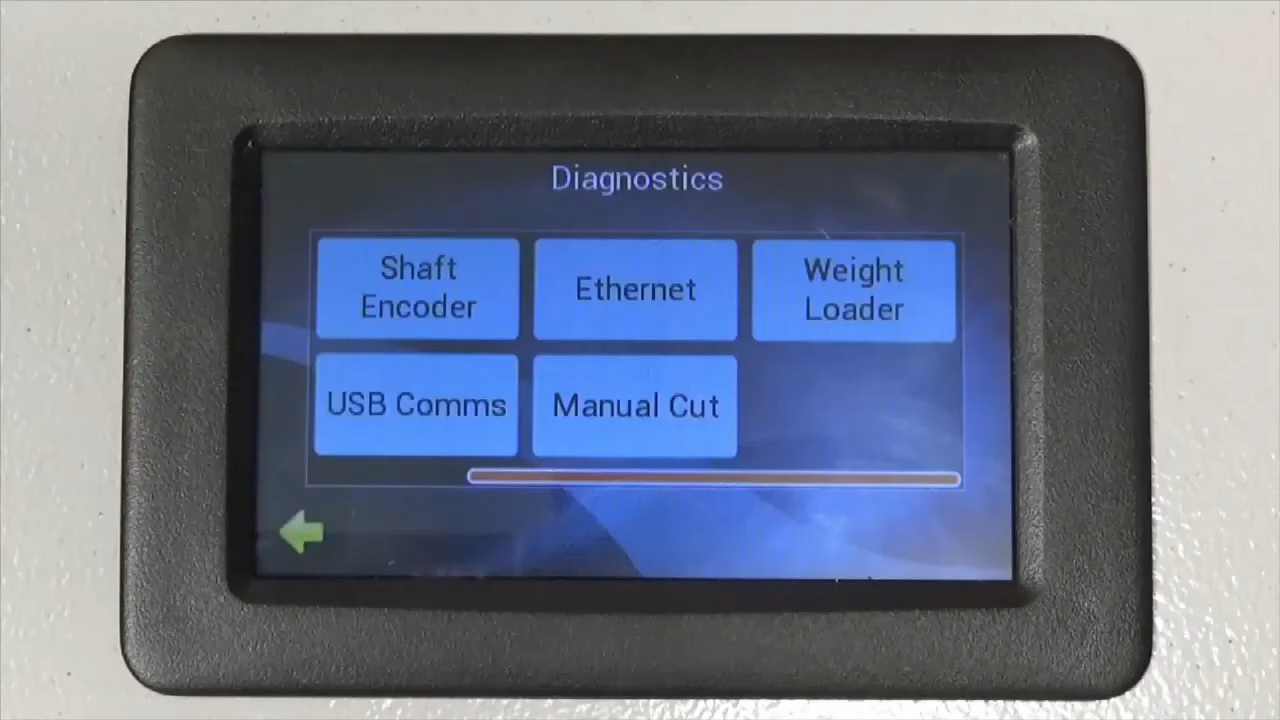 Diagnostics
Shaft
Encoder
Ethernet
Weight
Loader
USB Comms
Manual Cut